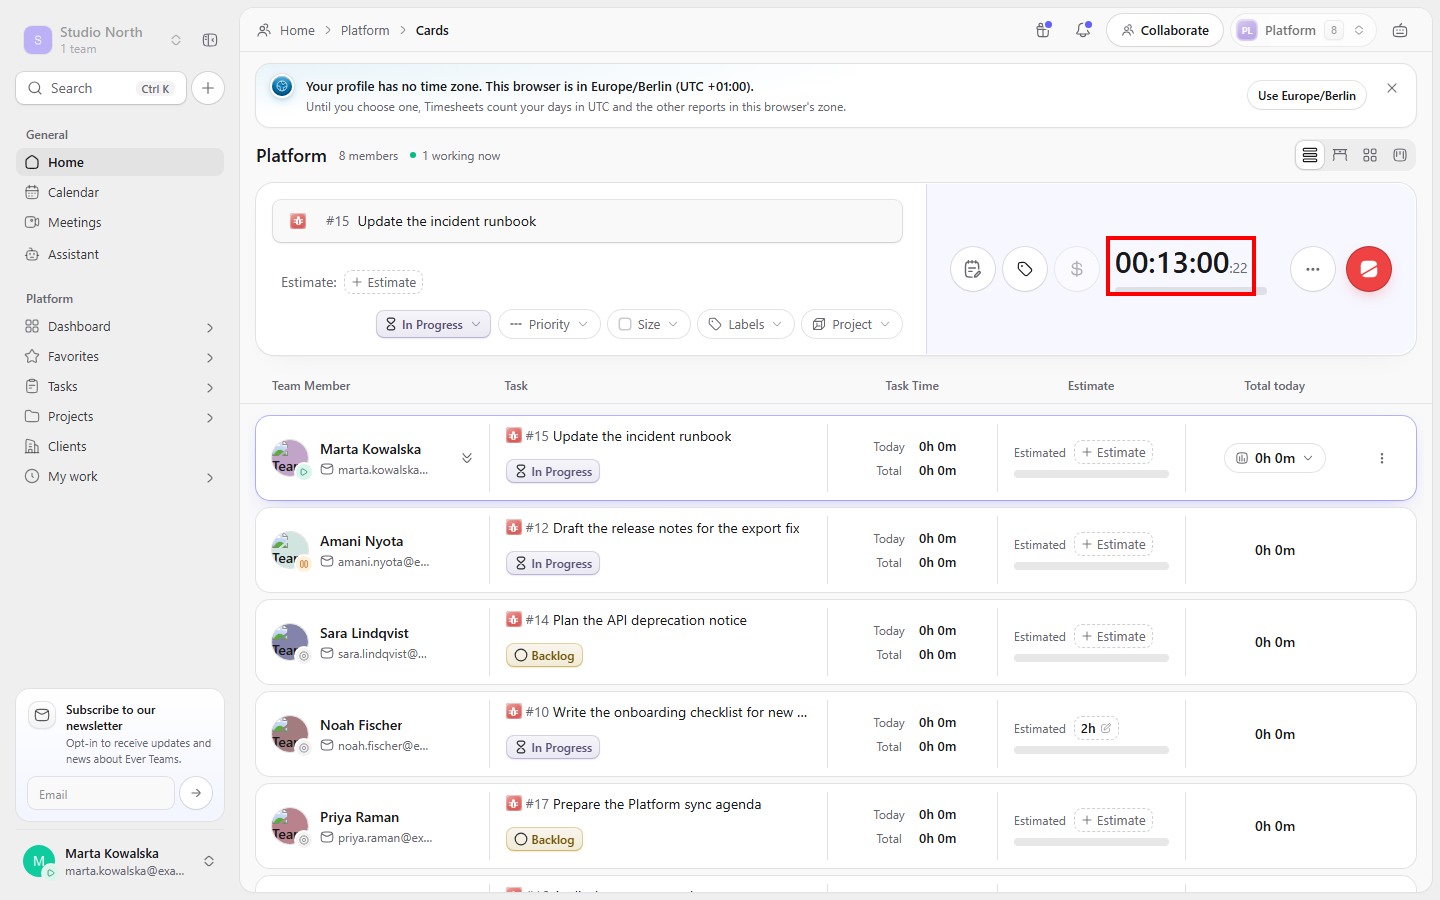 S
Studio North
1 team
Search
Ctrl K
General
Home
Calendar
Meetings
Assistant
Platform
Dashboard
Favorites
Tasks
Projects
Clients
My work
Subscribe to our
newsletter
Opt-in to receive updates and
news about Ever Teams.
Email
M
Marta Kowalska
marta.kowalska@exa...
Home
Platform
Cards
Collaborate
PL
Platform
8
Your profile has no time zone. This browser is in Europe/Berlin (UTC +01:00).
Until you choose one, Timesheets count your days in UTC and the other reports in this browser's zone.
Use Europe/Berlin
Platform 8 members 1 working now
#15 Update the incident runbook
Estimate: + Estimate
In Progress Priority Size Labels Project
$
00:13:00:22
Team Member Task Task Time Estimate Total today
Tea
Marta Kowalska
marta.kowalska...
#15 Update the incident runbook
In Progress
Today 0h 0m
Total 0h 0m
Estimated + Estimate
0h 0m
Tea
Amani Nyota
amani.nyota@e...
#12 Draft the release notes for the export fix
In Progress
Today 0h 0m
Total 0h 0m
Estimated + Estimate
0h 0m
Tea
Sara Lindqvist
sara.lindqvist@...
#14 Plan the API deprecation notice
Backlog
Today 0h 0m
Total 0h 0m
Estimated + Estimate
0h 0m
Tea
Noah Fischer
noah.fischer@e...
#10 Write the onboarding checklist for new ...
In Progress
Today 0h 0m
Total 0h 0m
Estimated 2h
0h 0m
Tea
Priya Raman
priya.raman@ex...
#17 Prepare the Platform sync agenda
Backlog
Today 0h 0m
Total 0h 0m
Estimated + Estimate
0h 0m